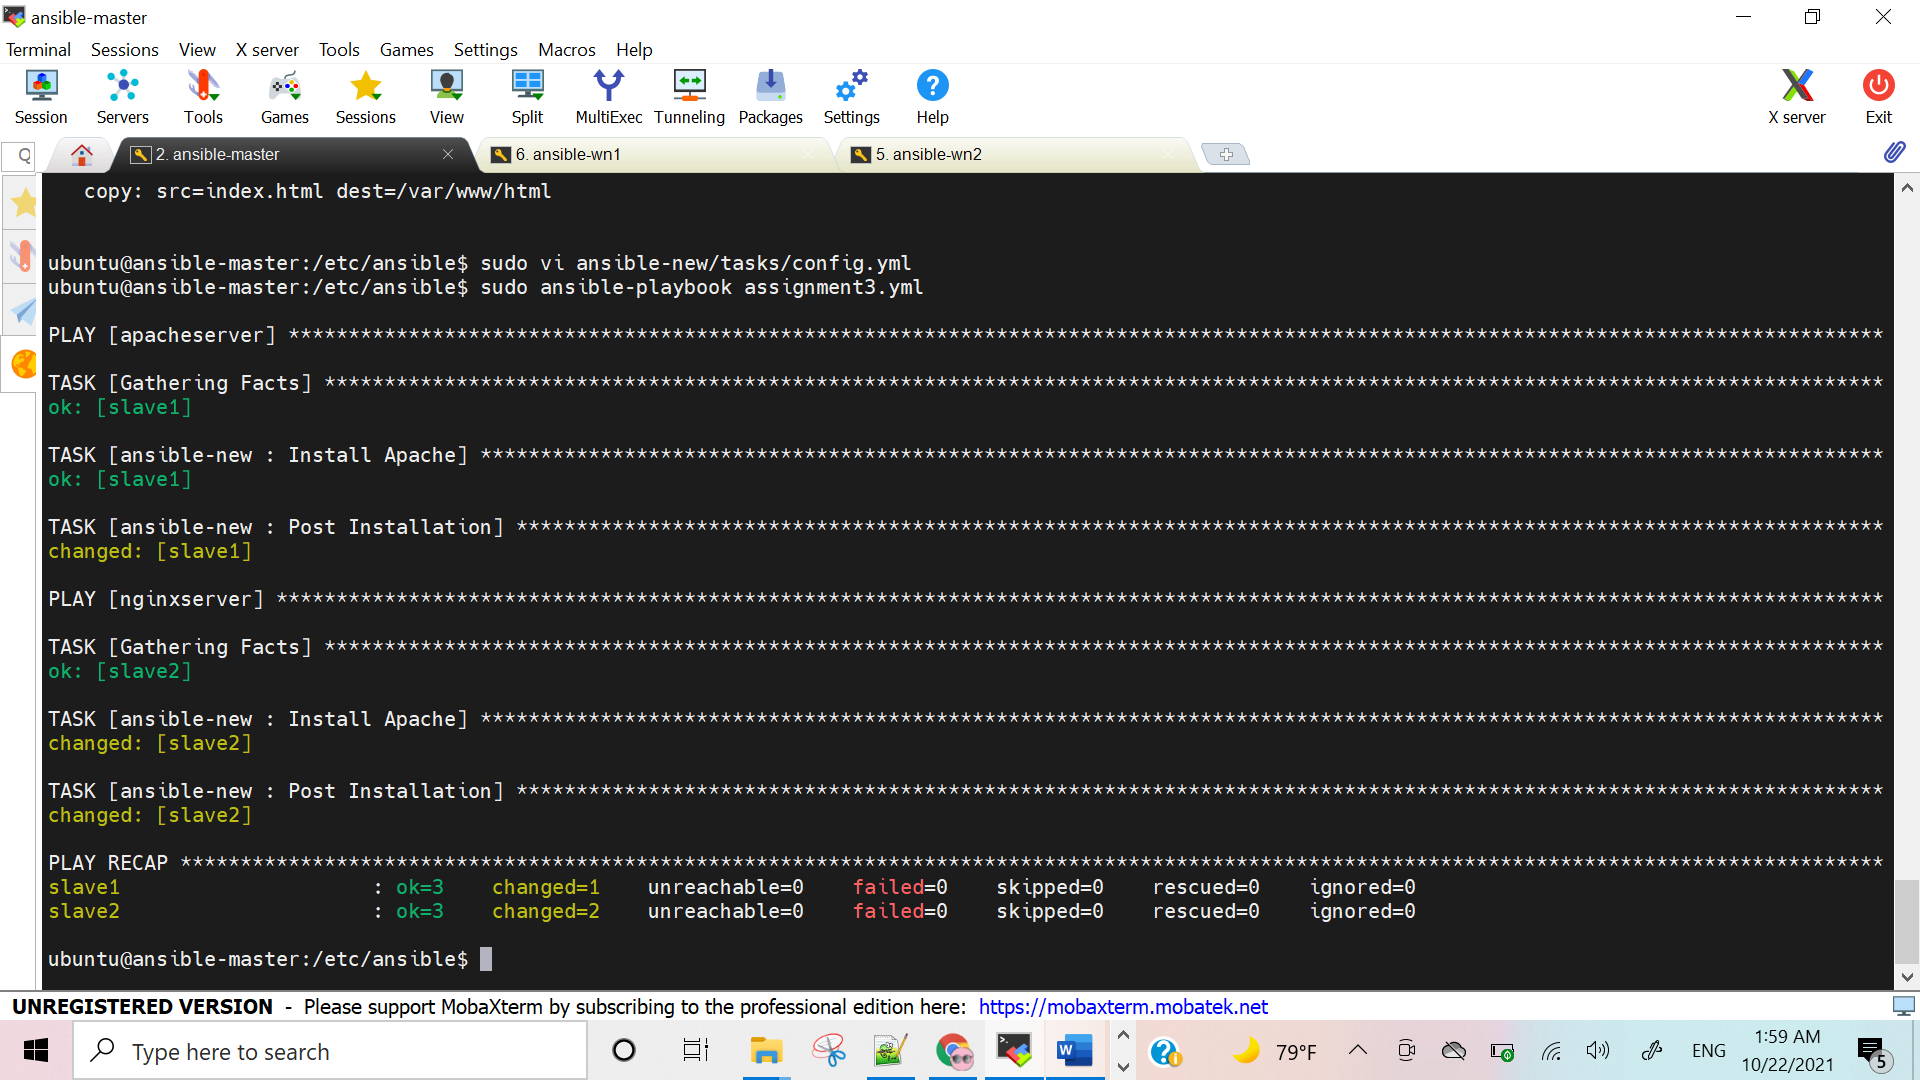 ansible-master
Terminal Sessions View X server Tools Games Settings Macros Help
Session Servers Tools Games Sessions View Split MultiExec Tunneling Packages Settings Help X server Exit
2. ansible-master 6. ansible-wn1 5. ansible-wn2
copy: src=index.html dest=/var/www/html
ubuntu@ansible-master:/etc/ansible$ sudo vi ansible-new/tasks/config.yml
ubuntu@ansible-master:/etc/ansible$ sudo ansible-playbook assignment3.yml
PLAY [apacheserver] *************************************************************************************************************************************
TASK [Gathering Facts] **********************************************************************************************************************************
ok: [slave1]
TASK [ansible-new : Install Apache] *********************************************************************************************************************
ok: [slave1]
TASK [ansible-new : Post Installation] ******************************************************************************************************************
changed: [slave1]
PLAY [nginxserver] **************************************************************************************************************************************
TASK [Gathering Facts] **********************************************************************************************************************************
ok: [slave2]
TASK [ansible-new : Install Apache] *********************************************************************************************************************
changed: [slave2]
TASK [ansible-new : Post Installation] ******************************************************************************************************************
changed: [slave2]
PLAY RECAP **********************************************************************************************************************************************
slave1 : ok=3 changed=1 unreachable=0 failed=0 skipped=0 rescued=0 ignored=0
slave2 : ok=3 changed=2 unreachable=0 failed=0 skipped=0 rescued=0 ignored=0
ubuntu@ansible-master:/etc/ansible$
UNREGISTERED VERSION - Please support MobaXterm by subscribing to the professional edition here: https://mobaxterm.mobatek.net
Type here to search 79°F ENG 1:59 AM
10/22/2021 5